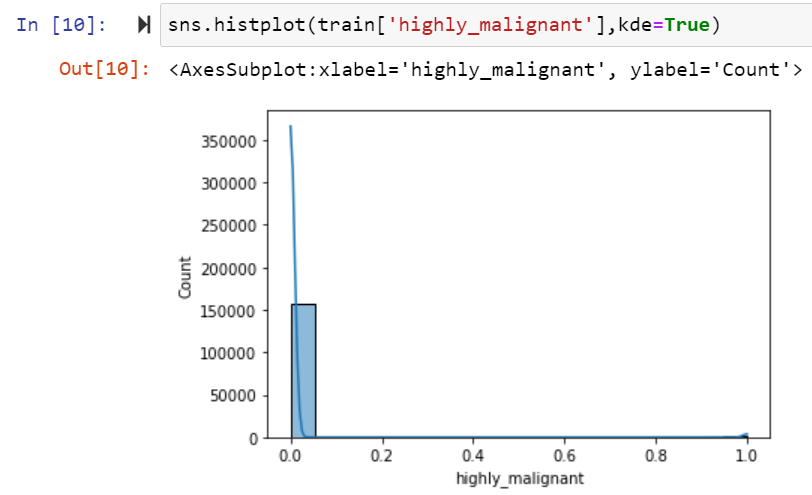 In [10]: sns.histplot(train['highly_malignant'],kde=True)
Out[10]: <AxesSubplot:xlabel='highly_malignant', ylabel='Count'>
350000
300000
250000
200000
150000
100000
50000
0
Count
0.0 0.2 0.4 0.6 0.8 1.0
highly_malignant